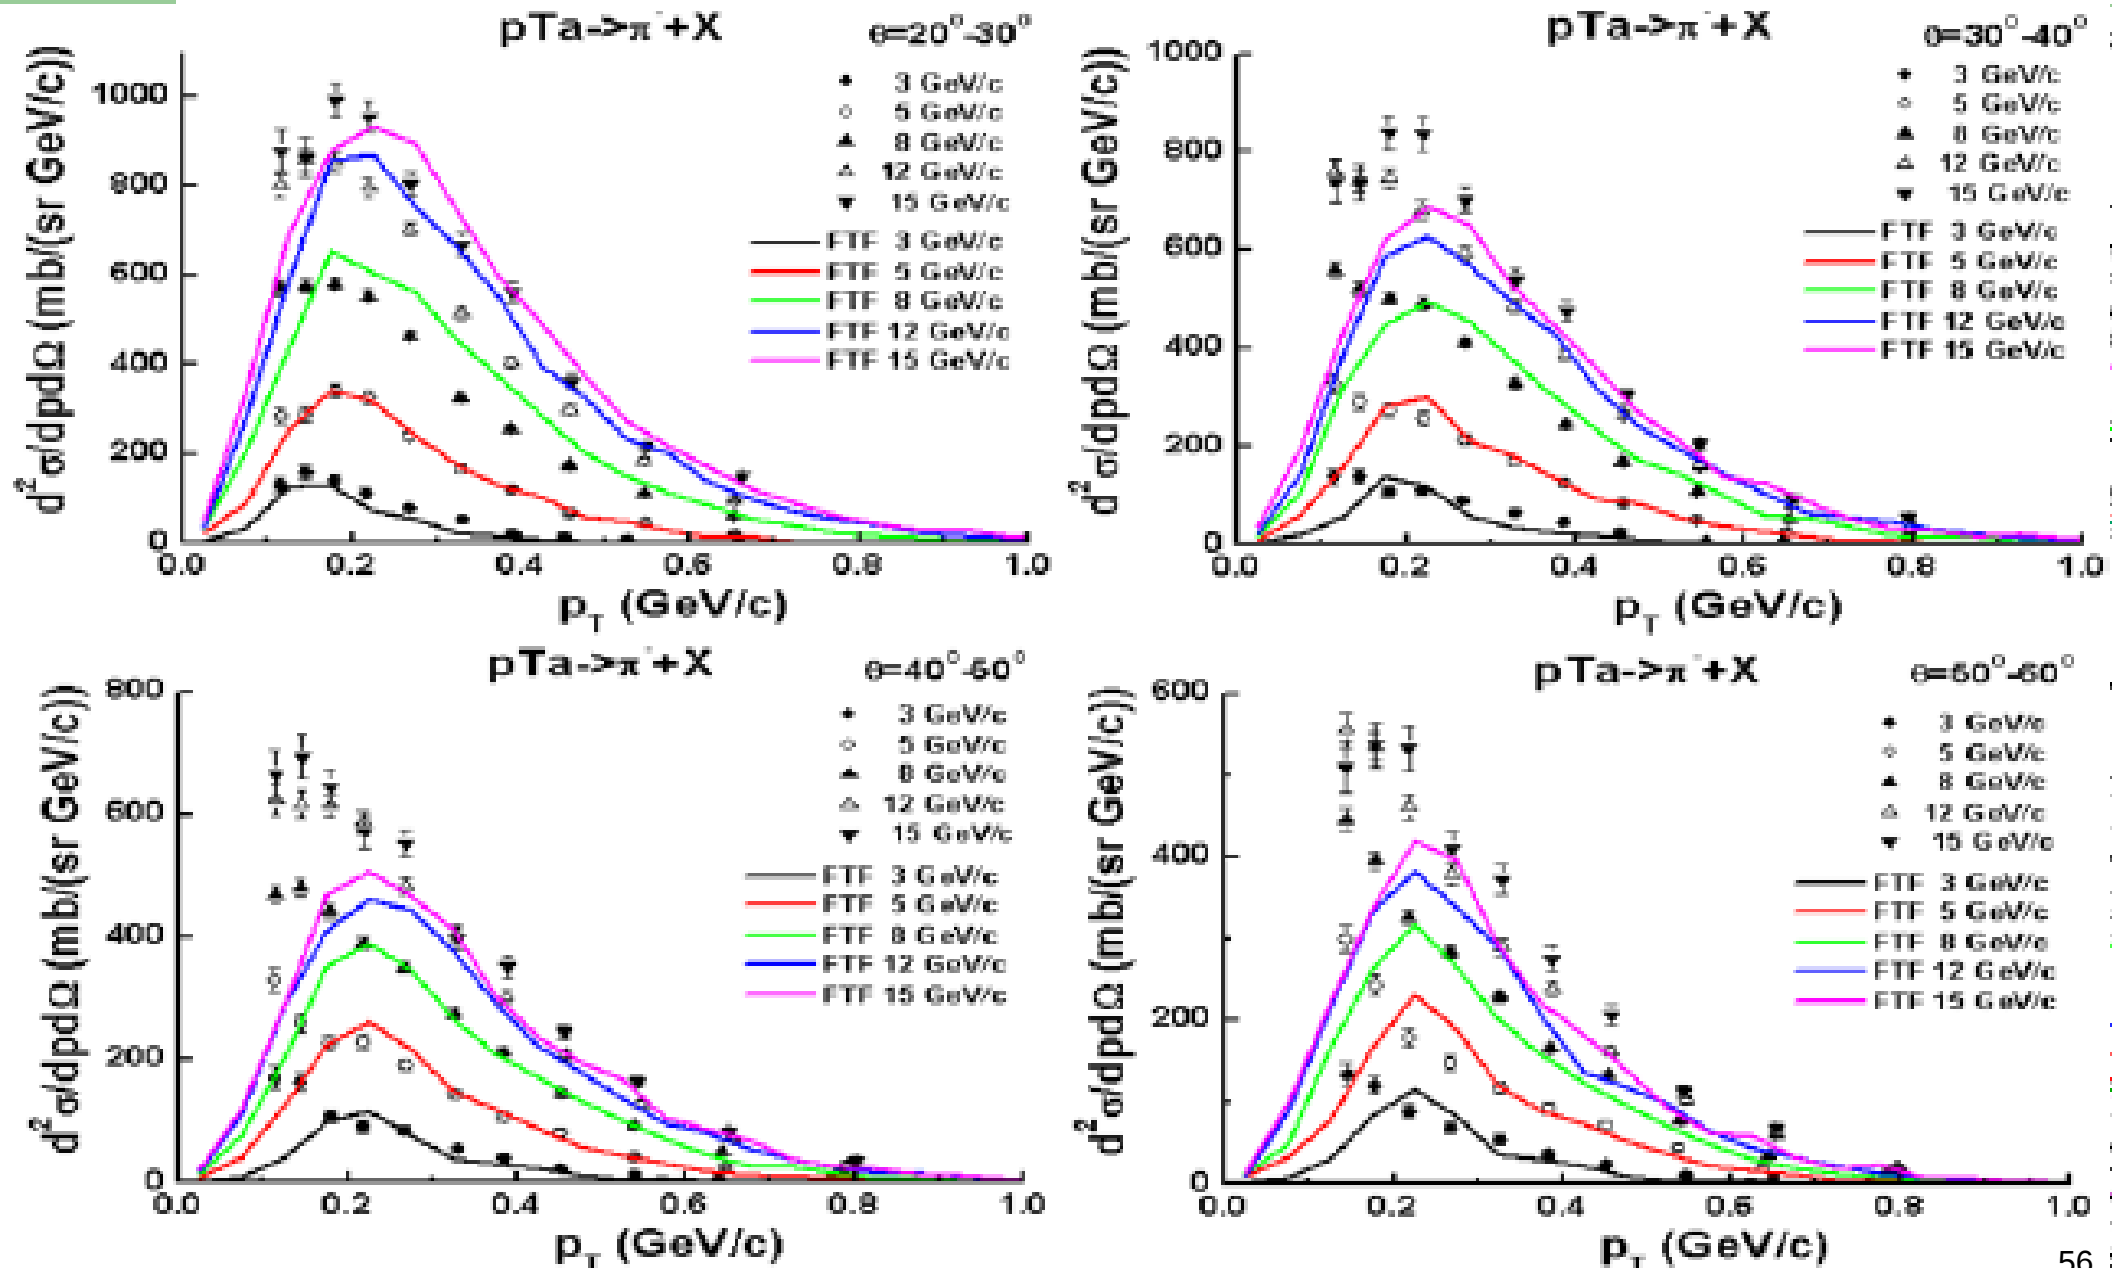 pTa->π⁻+X
θ=20°-30°
d²σ/dpdΩ (mb/(sr GeV/c))
1000
800
600
400
200
0
3 GeV/c
5 GeV/c
8 GeV/c
12 GeV/c
15 GeV/c
FTF 3 GeV/c
FTF 5 GeV/c
FTF 8 GeV/c
FTF 12 GeV/c
FTF 15 GeV/c
0.0 0.2 0.4 0.6 0.8 1.0
p_T (GeV/c)
pTa->π⁻+X
θ=30°-40°
d²σ/dpdΩ (mb/(sr GeV/c))
1000
800
600
400
200
0
3 GeV/c
5 GeV/c
8 GeV/c
12 GeV/c
15 GeV/c
FTF 3 GeV/c
FTF 5 GeV/c
FTF 8 GeV/c
FTF 12 GeV/c
FTF 15 GeV/c
0.0 0.2 0.4 0.6 0.8 1.0
p_T (GeV/c)
pTa->π⁻+X
θ=40°-50°
d²σ/dpdΩ (mb/(sr GeV/c))
800
600
400
200
0
3 GeV/c
5 GeV/c
8 GeV/c
12 GeV/c
15 GeV/c
FTF 3 GeV/c
FTF 5 GeV/c
FTF 8 GeV/c
FTF 12 GeV/c
FTF 15 GeV/c
0.0 0.2 0.4 0.6 0.8 1.0
p_T (GeV/c)
pTa->π⁻+X
θ=50°-60°
d²σ/dpdΩ (mb/(sr GeV/c))
600
400
200
0
3 GeV/c
5 GeV/c
8 GeV/c
12 GeV/c
15 GeV/c
FTF 3 GeV/c
FTF 5 GeV/c
FTF 8 GeV/c
FTF 12 GeV/c
FTF 15 GeV/c
0.0 0.2 0.4 0.6 0.8 1.0
p_T (GeV/c)
56